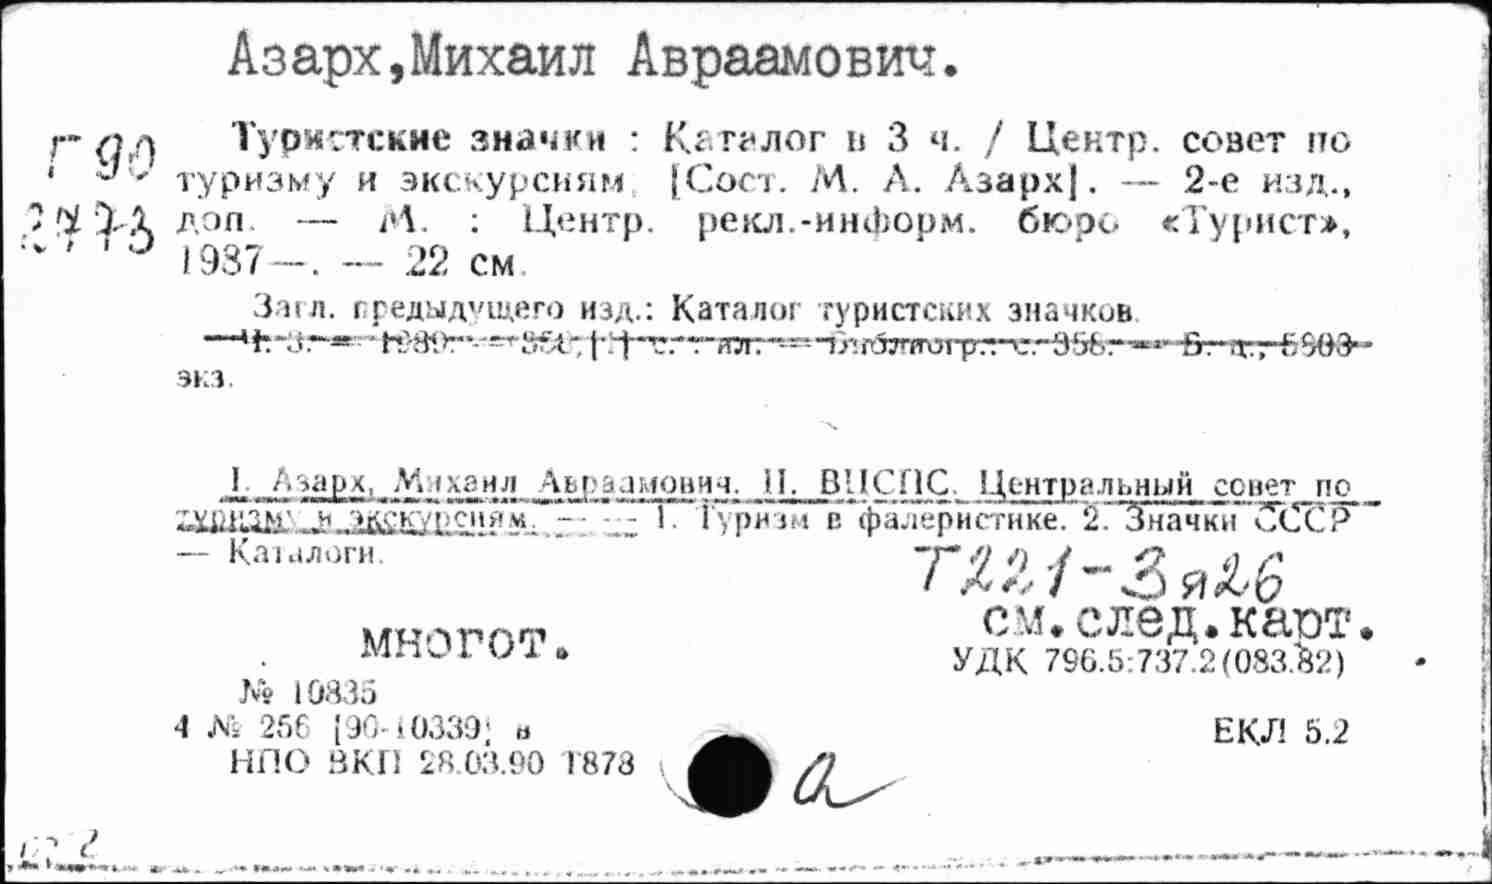 Азарх,Михаил Авраамович.
Г 90
Туристские значки : Каталог в 3 ч. / Центр. совет по
туризму и экскурсиям, [Сост. М. А. Азарх]. — 2-е изд.,
доп. — М. : Центр. рекл.-информ. бюро «Турист»,
1987—. — 22 см.
Загл. предыдущего изд.: Каталог туристских значков.
Ч. 3. — 1989. — 358, [1] с. : ил. — Библиогр.: с. 358. — Б. ц.,
экз.
I. Азарх, Михаил Авраамович. II. ВЦСПС. Центральный совет по
туризму и экскурсиям. — — 1. Туризм в фалеристике. 2. Значки СССР
— Каталоги.
Т221-3я26
см.след.карт.
многот.
УДК 796.5:737.2(083.82)
№ 10835
4 № 256 [90-10339] в
ЕКЛ 5.2
НПО ВКП 28.03.90 Т878